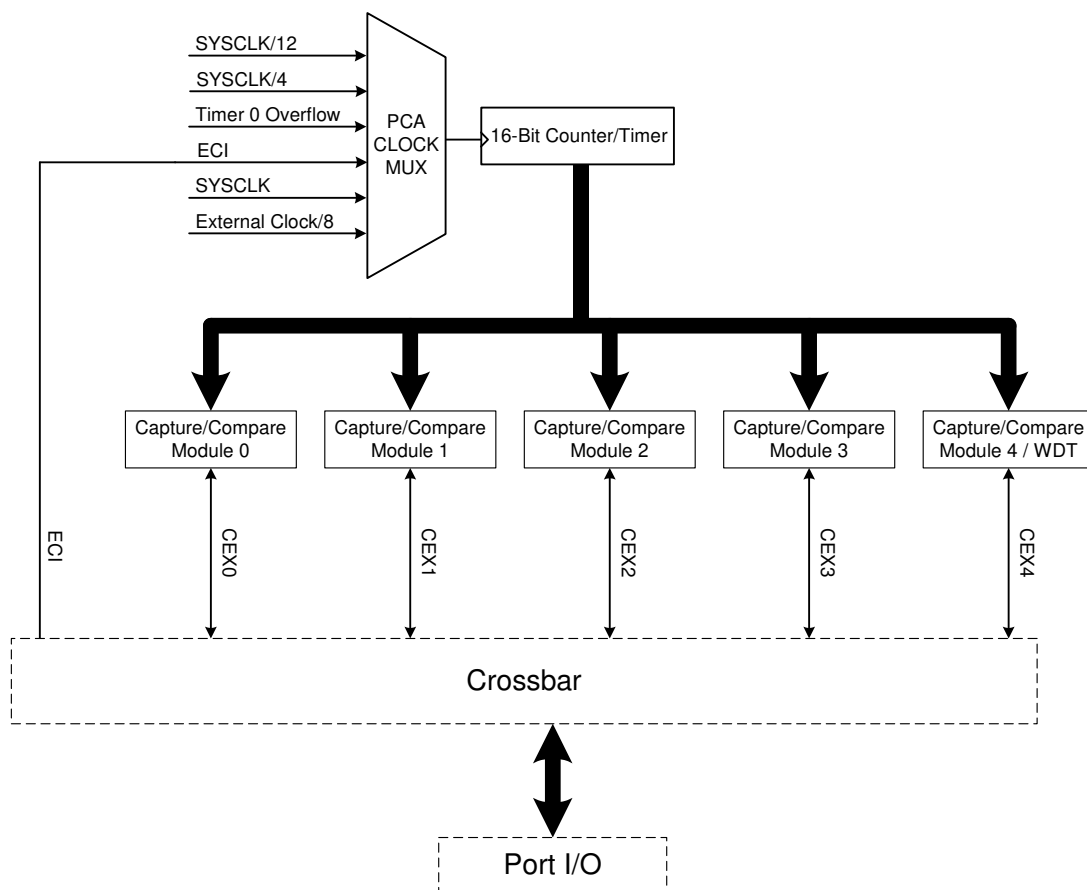 SYSCLK/12
SYSCLK/4
Timer 0 Overflow
ECI
SYSCLK
External Clock/8
PCA
CLOCK
MUX
16-Bit Counter/Timer
Capture/Compare
Module 0
Capture/Compare
Module 1
Capture/Compare
Module 2
Capture/Compare
Module 3
Capture/Compare
Module 4 / WDT
ECI
CEX0
CEX1
CEX2
CEX3
CEX4
Crossbar
Port I/O